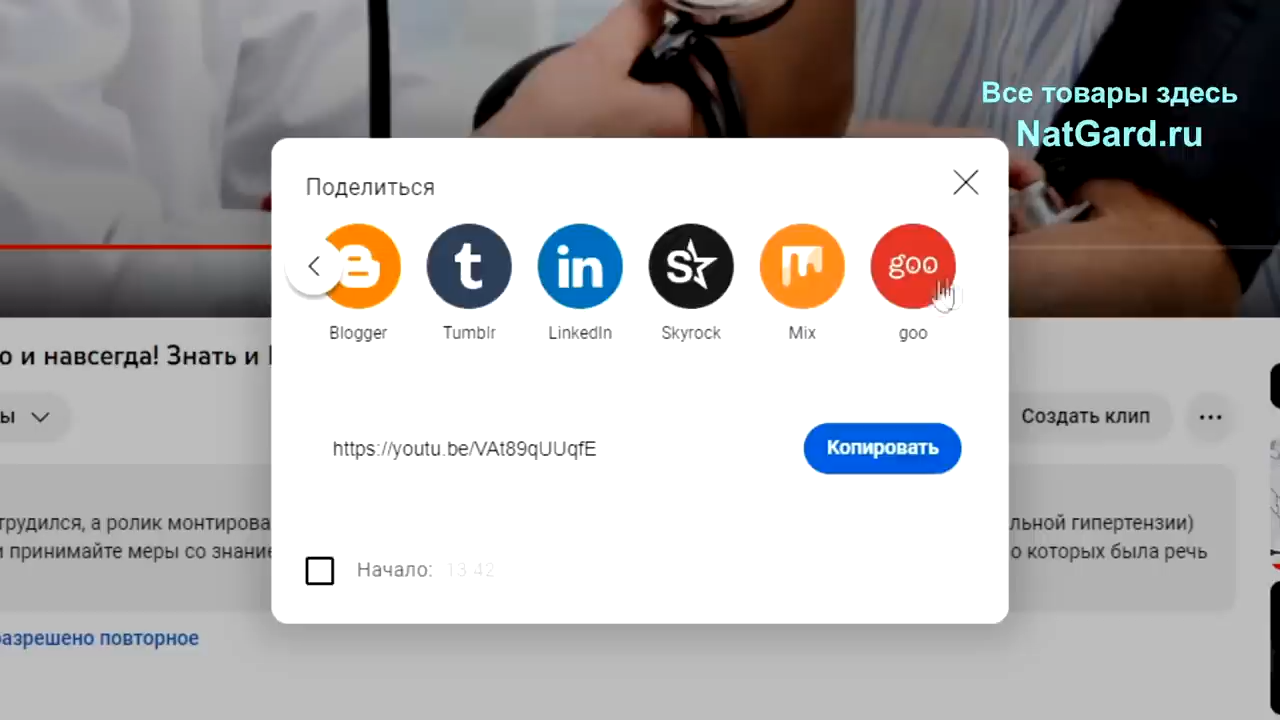 Все товары здесь
NatGard.ru
Поделиться
goo
Blogger
Tumblr
LinkedIn
Skyrock
Mix
goo
о и навсегда! Знать и
ы
Создать клип
https://youtu.be/VAt89qUUqfE
Копировать
трудился, а ролик монтирова
льной гипертензии)
и принимайте меры со знание
о которых была речь
Начало: 13:42
разрешено повторное